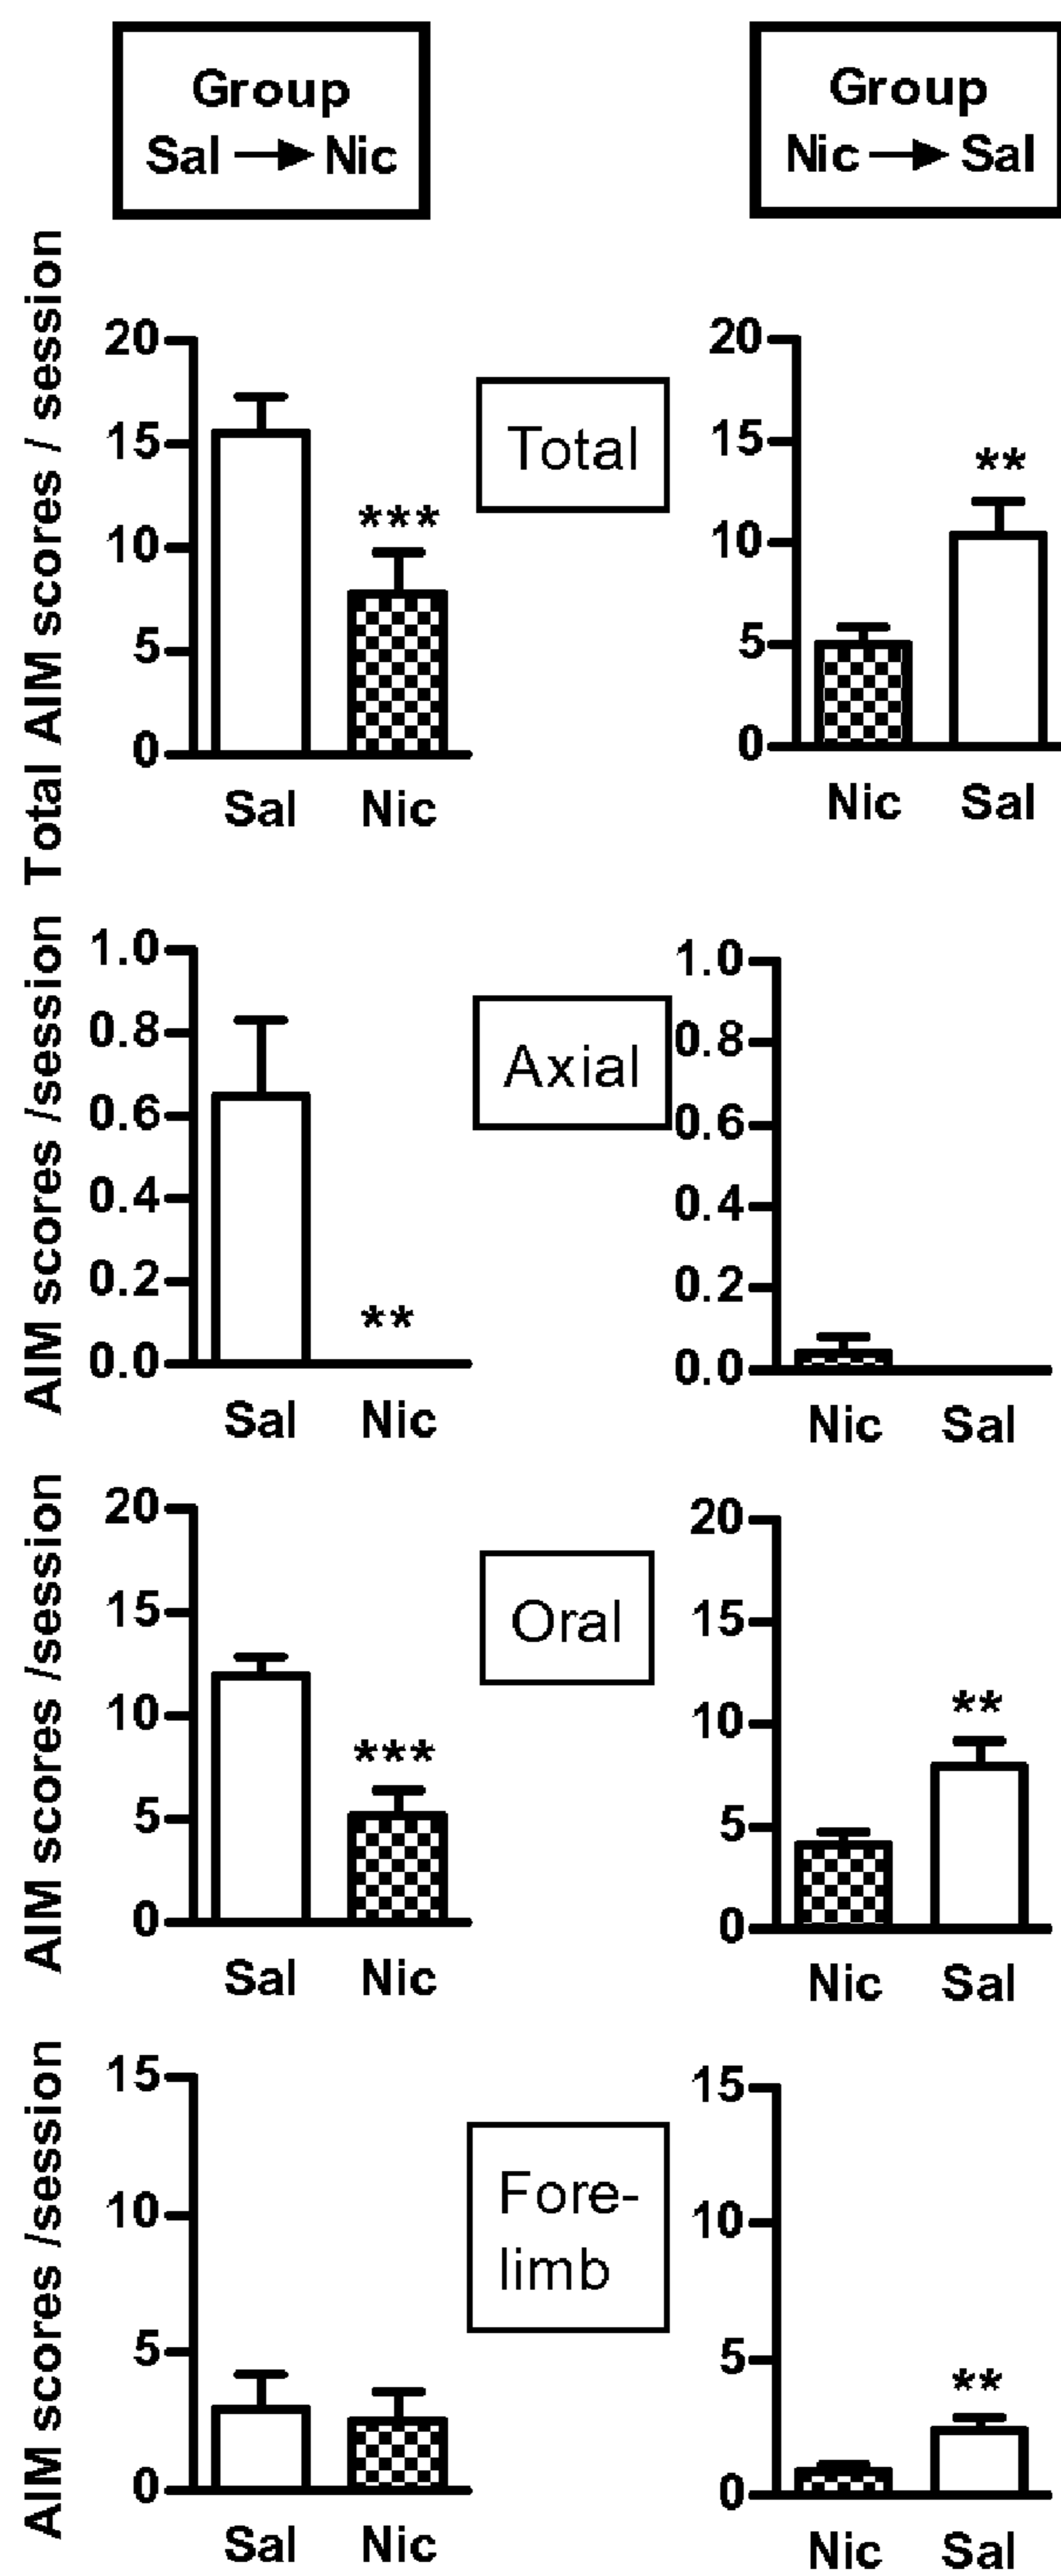 Group
Sal → Nic
Group
Nic → Sal
Total AIM scores / session
20
15
10
5
0
***
Sal Nic
Total
20
15
10
5
0
**
Nic Sal
AIM scores /session
1.0
0.8
0.6
0.4
0.2
0.0
**
Sal Nic
Axial
1.0
0.8
0.6
0.4
0.2
0.0
Nic Sal
AIM scores /session
20
15
10
5
0
***
Sal Nic
Oral
20
15
10
5
0
**
Nic Sal
AIM scores /session
15
10
5
0
Sal Nic
Fore-
limb
15
10
5
0
**
Nic Sal